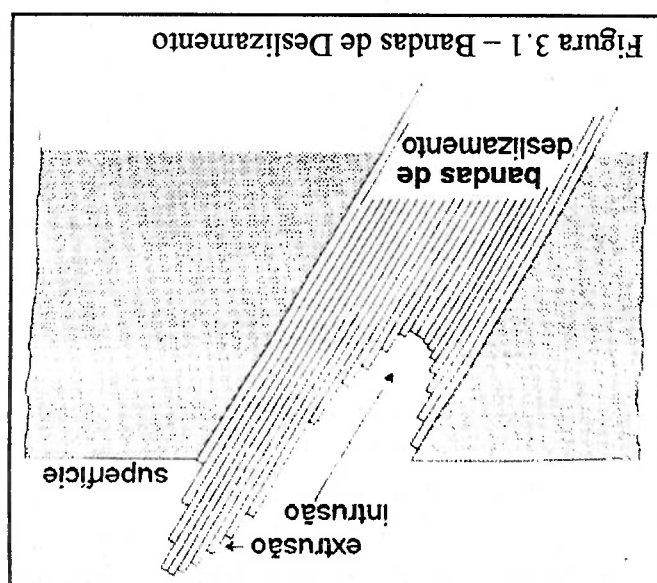 extrusão
intrusão
superfície
bandas de
deslizamento
Figura 3.1 – Bandas de Deslizamento